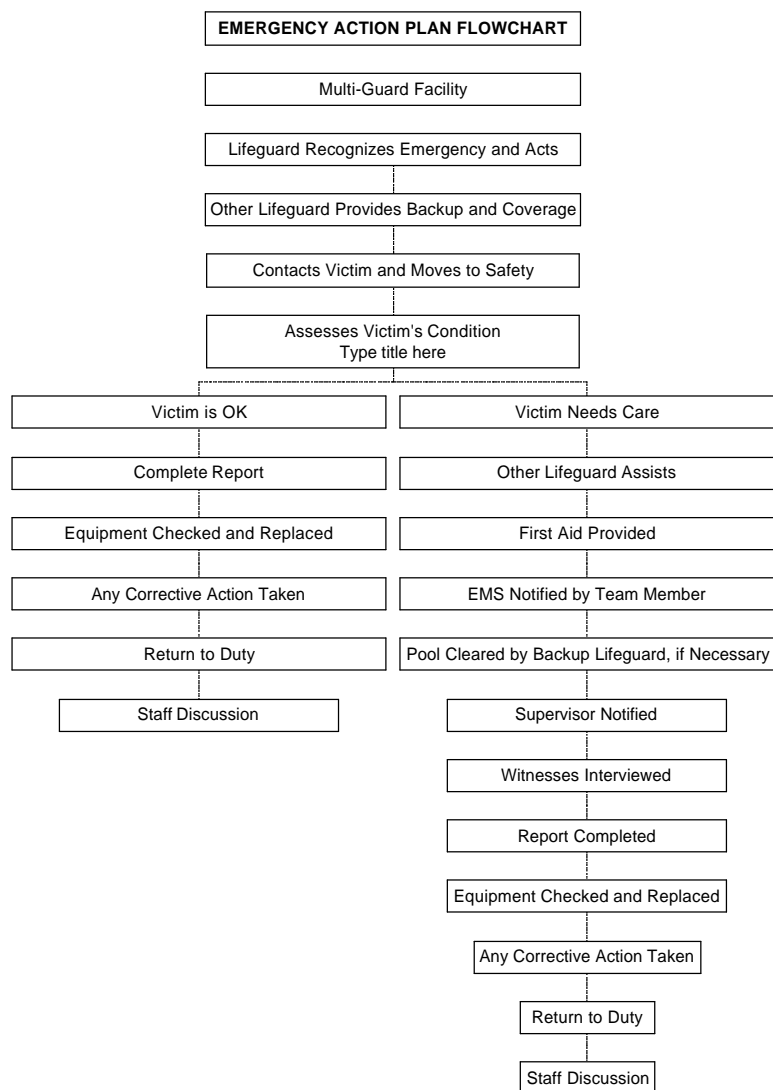 EMERGENCY ACTION PLAN FLOWCHART
Multi-Guard Facility
Lifeguard Recognizes Emergency and Acts
Other Lifeguard Provides Backup and Coverage
Contacts Victim and Moves to Safety
Assesses Victim's Condition
Type title here
Victim is OK
Complete Report
Equipment Checked and Replaced
Any Corrective Action Taken
Return to Duty
Staff Discussion
Victim Needs Care
Other Lifeguard Assists
First Aid Provided
EMS Notified by Team Member
Pool Cleared by Backup Lifeguard, if Necessary
Supervisor Notified
Witnesses Interviewed
Report Completed
Equipment Checked and Replaced
Any Corrective Action Taken
Return to Duty
Staff Discussion